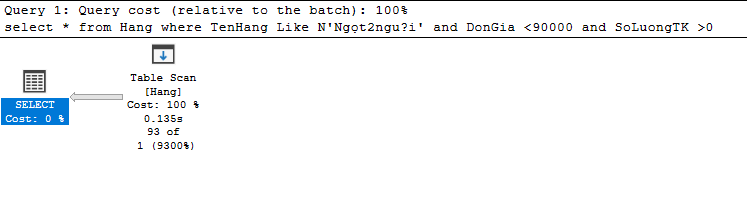 Query 1: Query cost (relative to the batch): 100%
select * from Hang where TenHang Like N'Ngọt2ngu?i' and DonGia <90000 and SoLuongTK >0
Table Scan
[Hang]
Cost: 100 %
0.135s
93 of
1 (9300%)
SELECT
Cost: 0 %